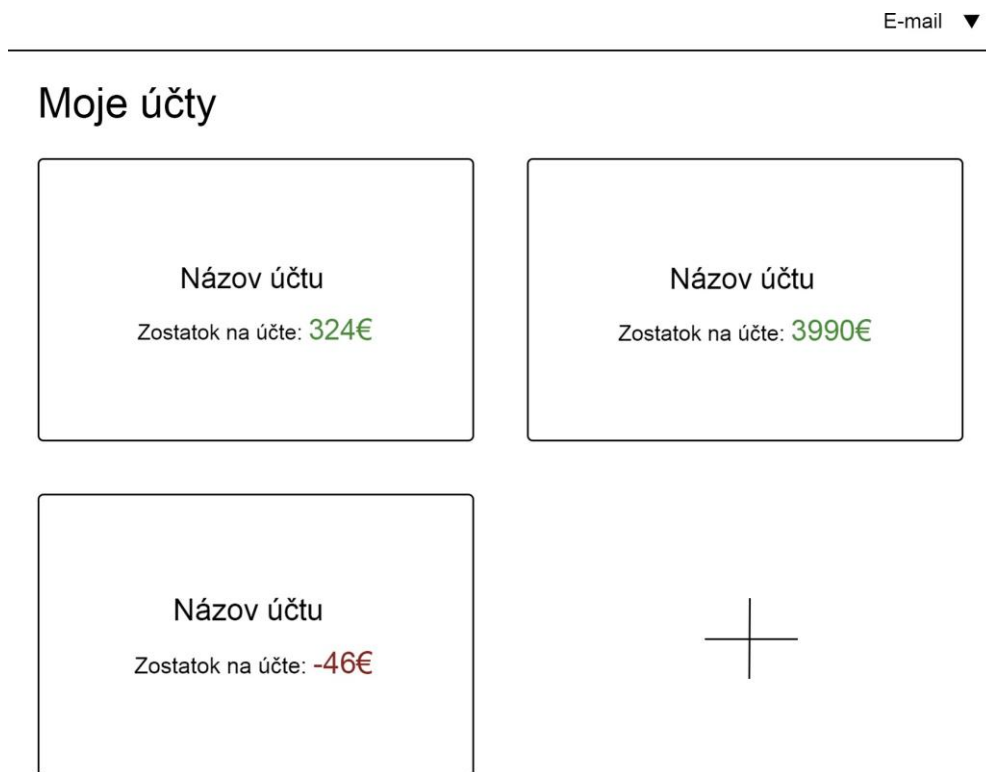 E-mail ▼
Moje účty
Názov účtu
Zostatok na účte: 324€
Názov účtu
Zostatok na účte: 3990€
Názov účtu
Zostatok na účte: -46€